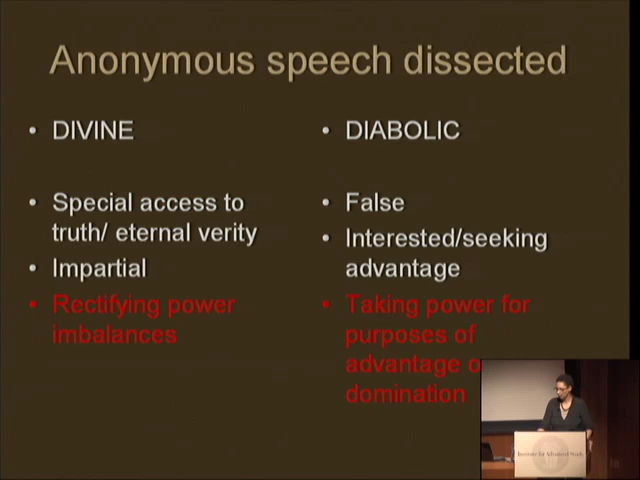 Anonymous speech dissected
• DIVINE
• Special access to
truth/ eternal verity
• Impartial
• Rectifying power
imbalances
• DIABOLIC
• False
• Interested/seeking
advantage
• Taking power for
purposes of
advantage
domination
Institute for Advanced Study